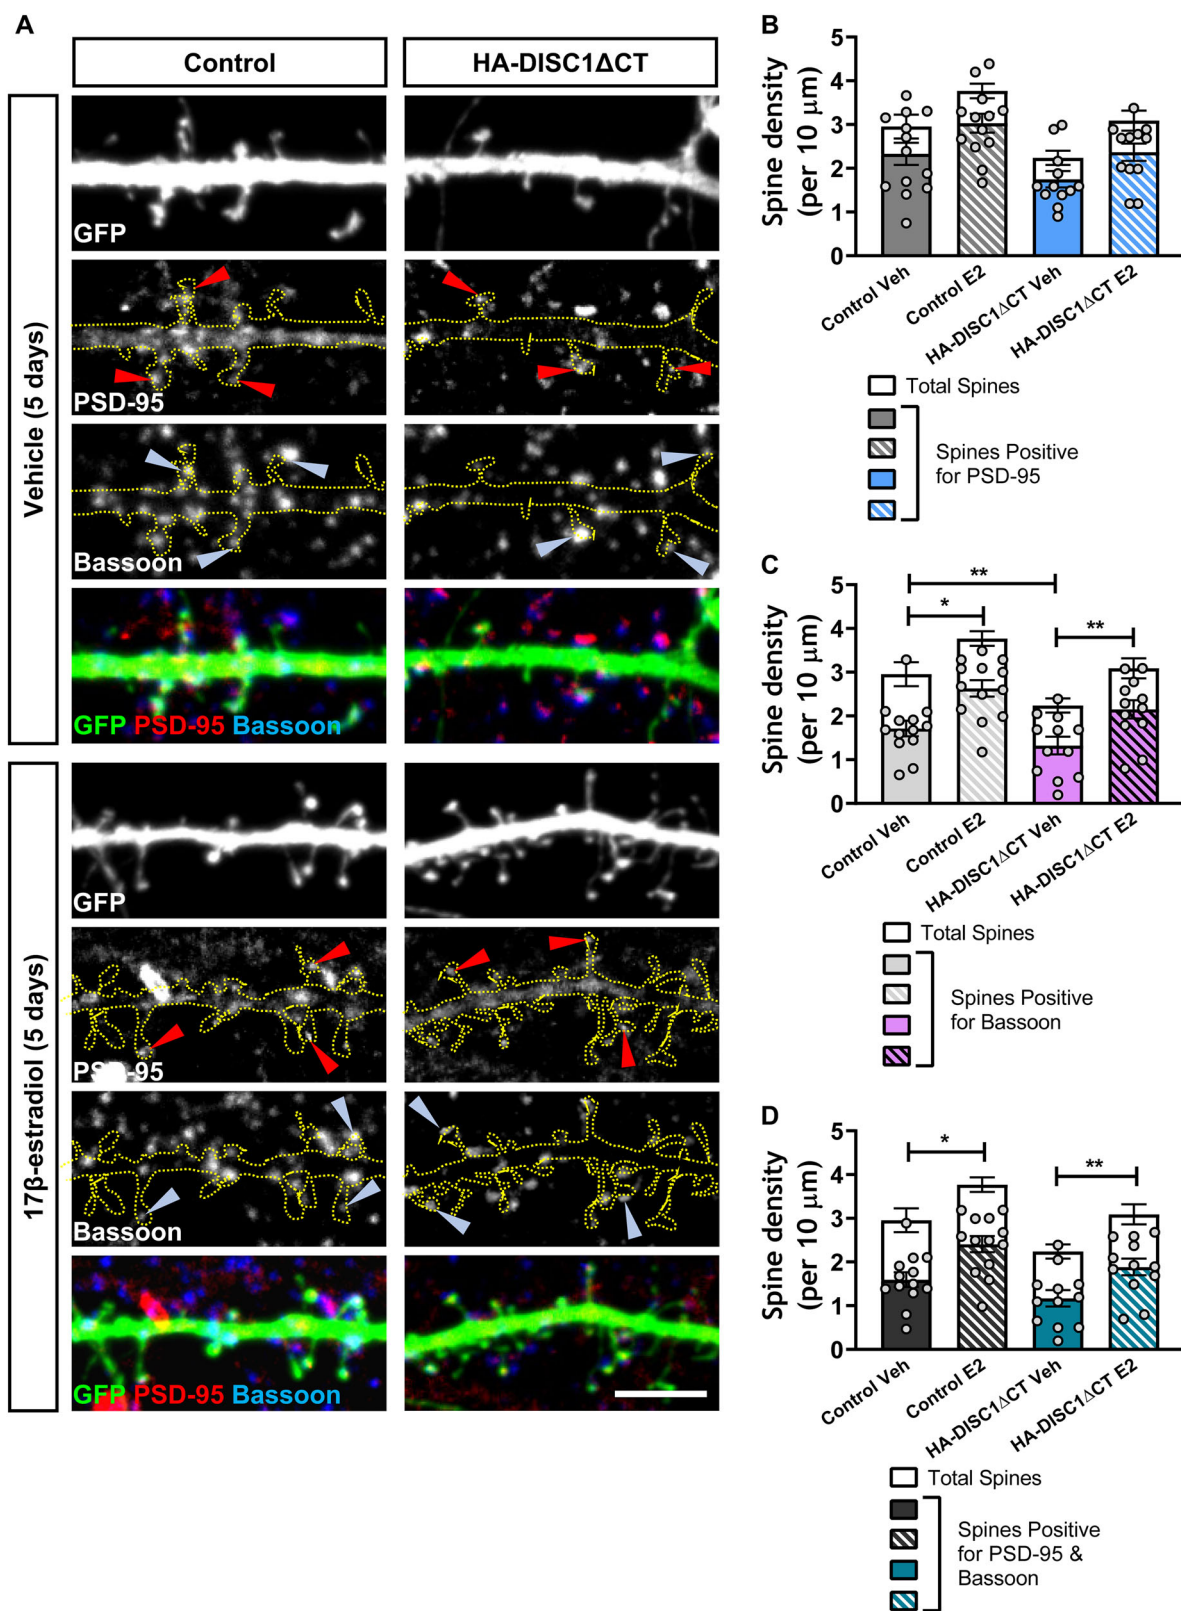 A
Control
HA-DISC1ΔCT
Vehicle (5 days)
GFP
PSD-95
Bassoon
GFP PSD-95 Bassoon
17β-estradiol (5 days)
GFP
PSD-95
Bassoon
GFP PSD-95 Bassoon
B
Spine density
(per 10 μm)
5
4
3
2
1
0
Control Veh
Control E2
HA-DISC1ΔCT Veh
HA-DISC1ΔCT E2
Total Spines
Spines Positive
for PSD-95
C
Spine density
(per 10 μm)
5
4
3
2
1
0
**
*
**
Control Veh
Control E2
HA-DISC1ΔCT Veh
HA-DISC1ΔCT E2
Total Spines
Spines Positive
for Bassoon
D
Spine density
(per 10 μm)
5
4
3
2
1
0
*
**
Control Veh
Control E2
HA-DISC1ΔCT Veh
HA-DISC1ΔCT E2
Total Spines
Spines Positive
for PSD-95 &
Bassoon